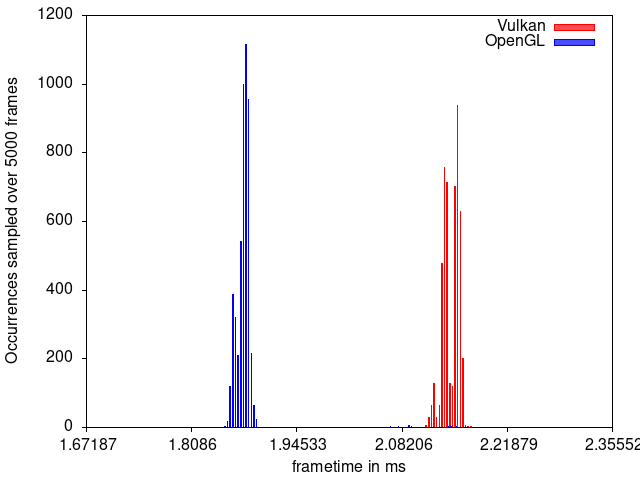 1200
1000
800
600
400
200
0
Occurrences sampled over 5000 frames
Vulkan
OpenGL
1.67187 1.8086 1.94533 2.08206 2.21879 2.35552
frametime in ms